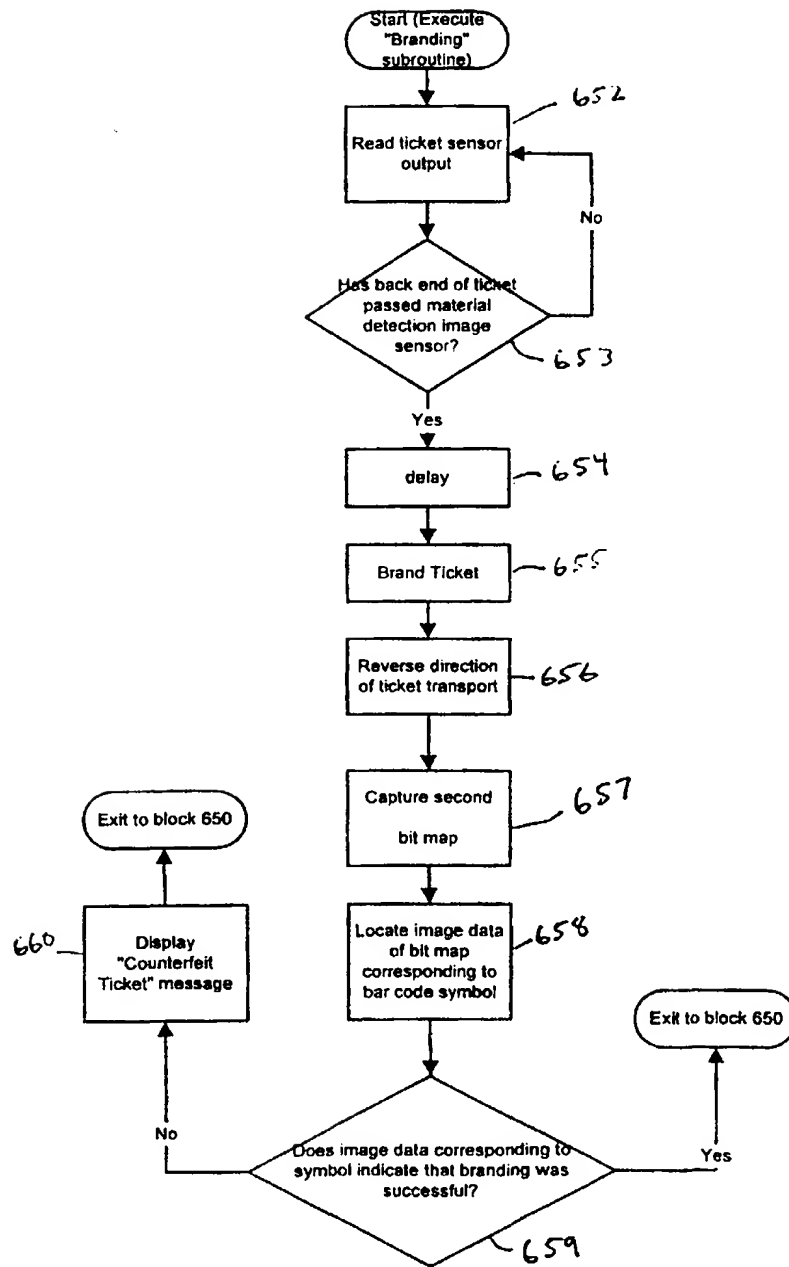 Start (Execute
"Branding"
subroutine)
652
Read ticket sensor
output
No
Has back end of ticket
passed material
detection image
sensor?
653
Yes
delay
654
Brand Ticket
655
Reverse direction
of ticket transport
656
Capture second
bit map
657
Exit to block 650
Locate image data
of bit map
corresponding to
bar code symbol
658
660
Display
"Counterfeit
Ticket" message
Exit to block 650
No
Does image data corresponding to
symbol indicate that branding was
successful?
Yes
659